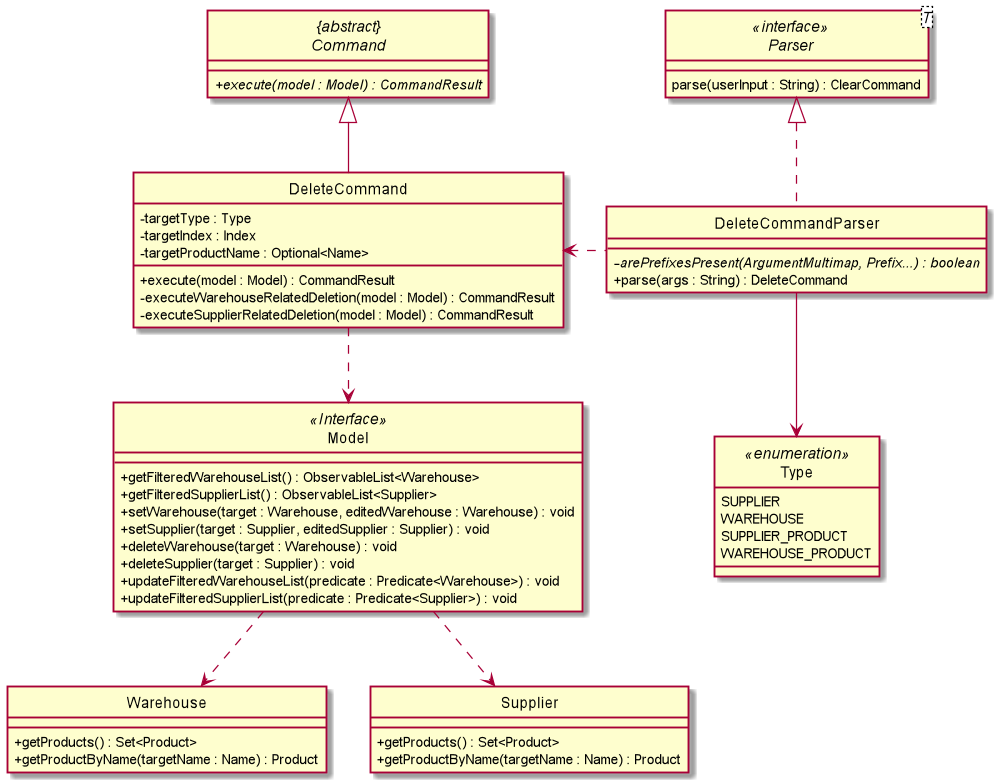 {abstract}
Command
+execute(model : Model) : CommandResult
«interface»
Parser
T
parse(userInput : String) : ClearCommand
DeleteCommand
-targetType : Type
-targetIndex : Index
-targetProductName : Optional<Name>
+execute(model : Model) : CommandResult
-executeWarehouseRelatedDeletion(model : Model) : CommandResult
-executeSupplierRelatedDeletion(model : Model) : CommandResult
DeleteCommandParser
-arePrefixesPresent(ArgumentMultimap, Prefix...) : boolean
+parse(args : String) : DeleteCommand
«Interface»
Model
+getFilteredWarehouseList() : ObservableList<Warehouse>
+getFilteredSupplierList() : ObservableList<Supplier>
+setWarehouse(target : Warehouse, editedWarehouse : Warehouse) : void
+setSupplier(target : Supplier, editedSupplier : Supplier) : void
+deleteWarehouse(target : Warehouse) : void
+deleteSupplier(target : Supplier) : void
+updateFilteredWarehouseList(predicate : Predicate<Warehouse>) : void
+updateFilteredSupplierList(predicate : Predicate<Supplier>) : void
«enumeration»
Type
SUPPLIER
WAREHOUSE
SUPPLIER_PRODUCT
WAREHOUSE_PRODUCT
Warehouse
+getProducts() : Set<Product>
+getProductByName(targetName : Name) : Product
Supplier
+getProducts() : Set<Product>
+getProductByName(targetName : Name) : Product